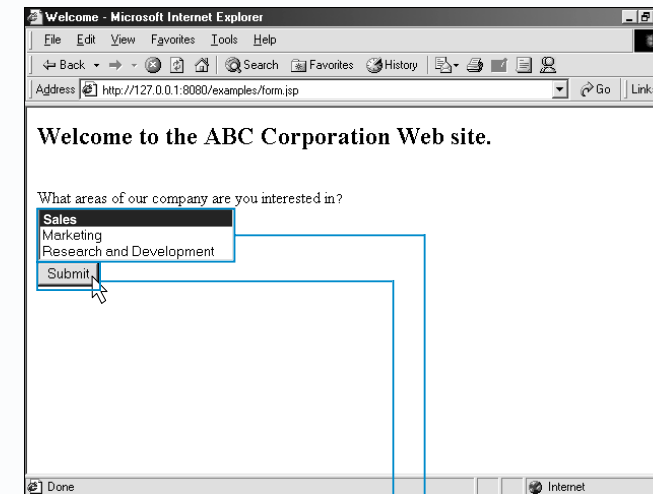 Welcome - Microsoft Internet Explorer
File Edit View Favorites Tools Help
Back Search Favorites History
Address http://127.0.0.1:8080/examples/form.jsp Go Link
Welcome to the ABC Corporation Web site.
What areas of our company are you interested in?
Sales
Marketing
Research and Development
Submit
Done Internet